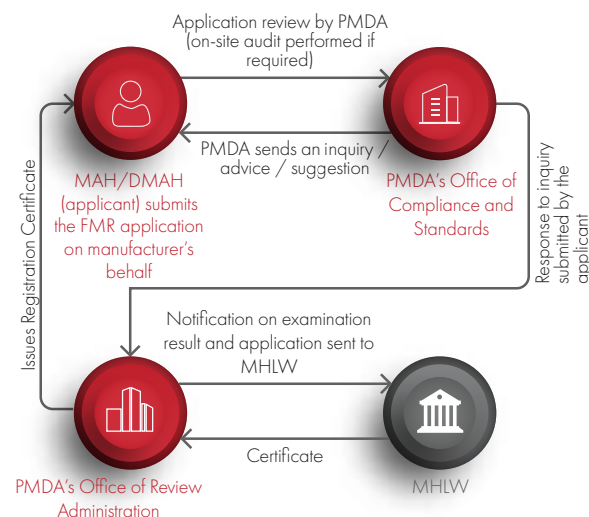 Application review by PMDA
(on-site audit performed if
required)
PMDA sends an inquiry /
advice / suggestion
MAH/DMAH
(applicant) submits
the FMR application
on manufacturer's
behalf
PMDA's Office of
Compliance and
Standards
Issues Registration Certificate
Response to inquiry
submitted by the
applicant
Notification on examination
result and application sent to
MHLW
Certificate
PMDA's Office of Review
Administration
MHLW